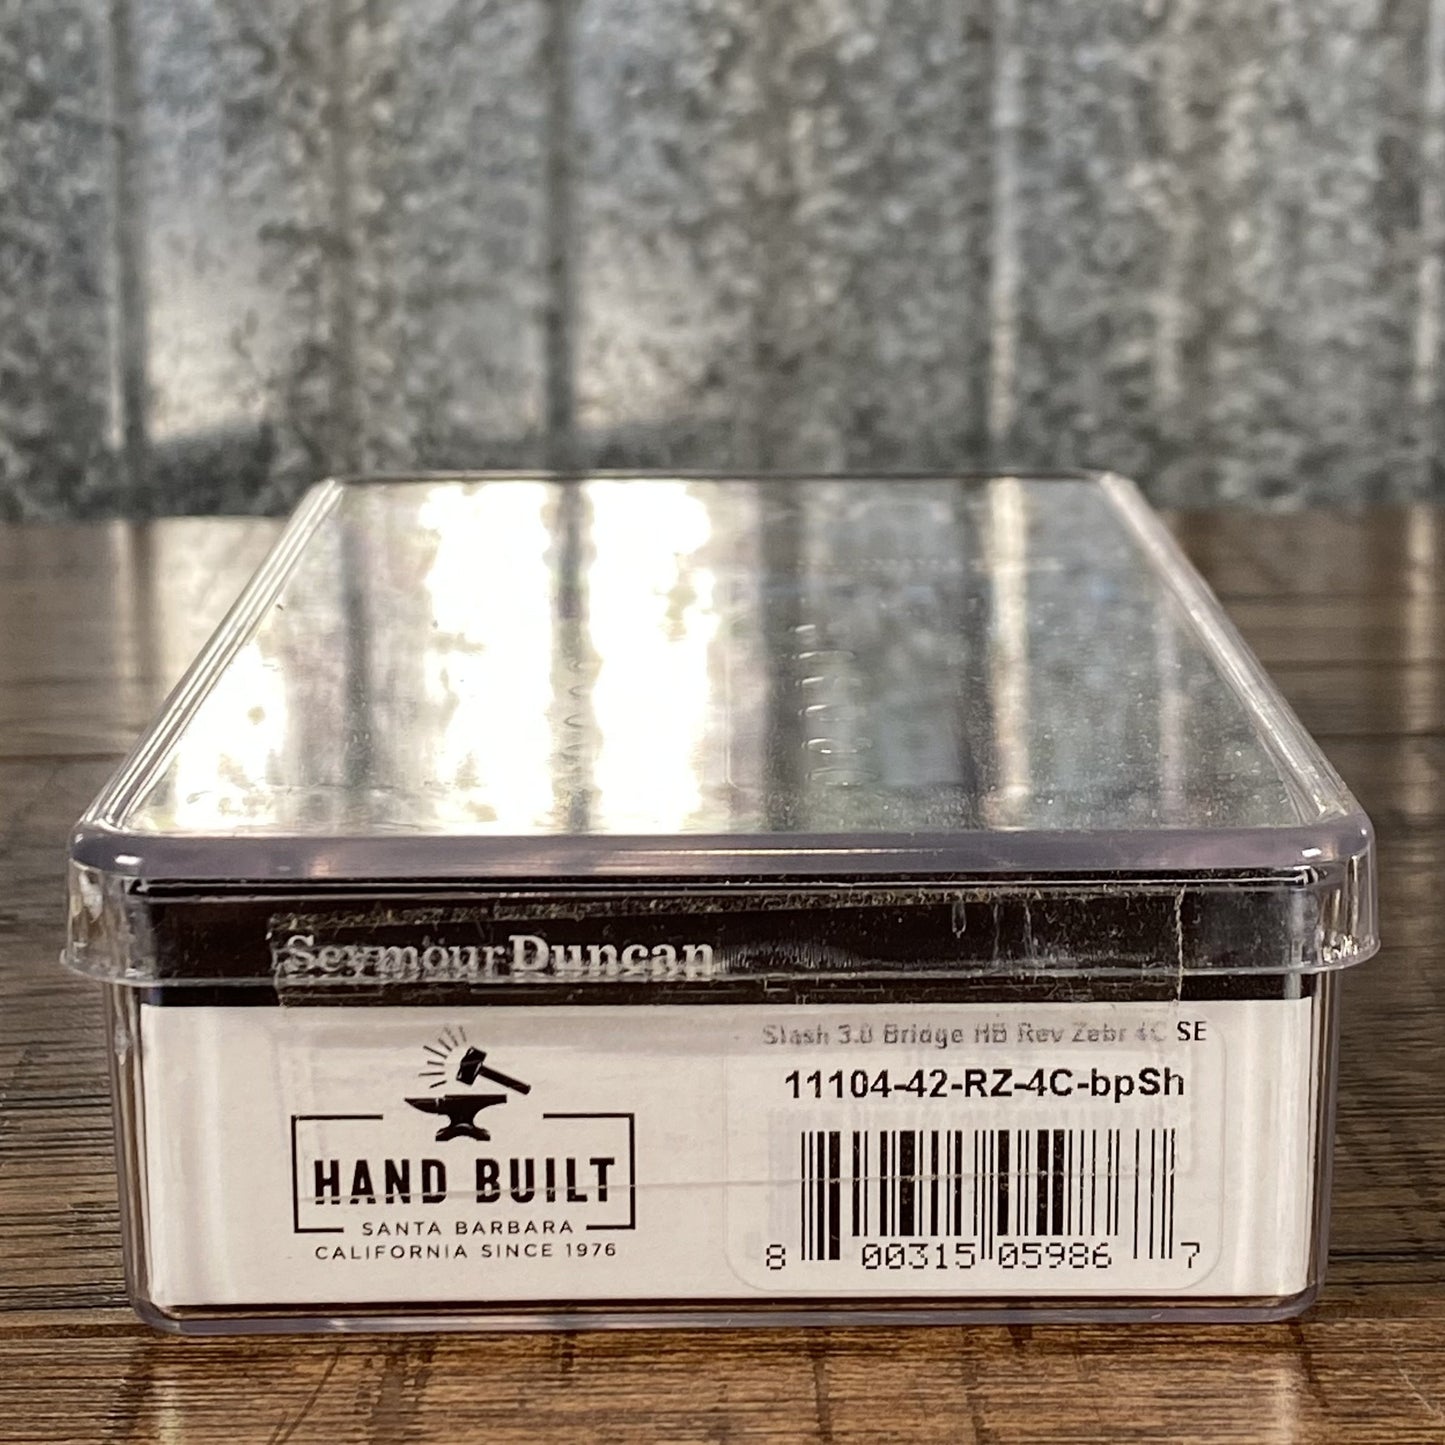 SeymourDuncan
Slash 3.0 Bridge HB Rev Zebr 4C SE
11104-42-RZ-4C-bpSh
HAND BUILT
SANTA BARBARA
CALIFORNIA SINCE 1976
8 00315 05986 7